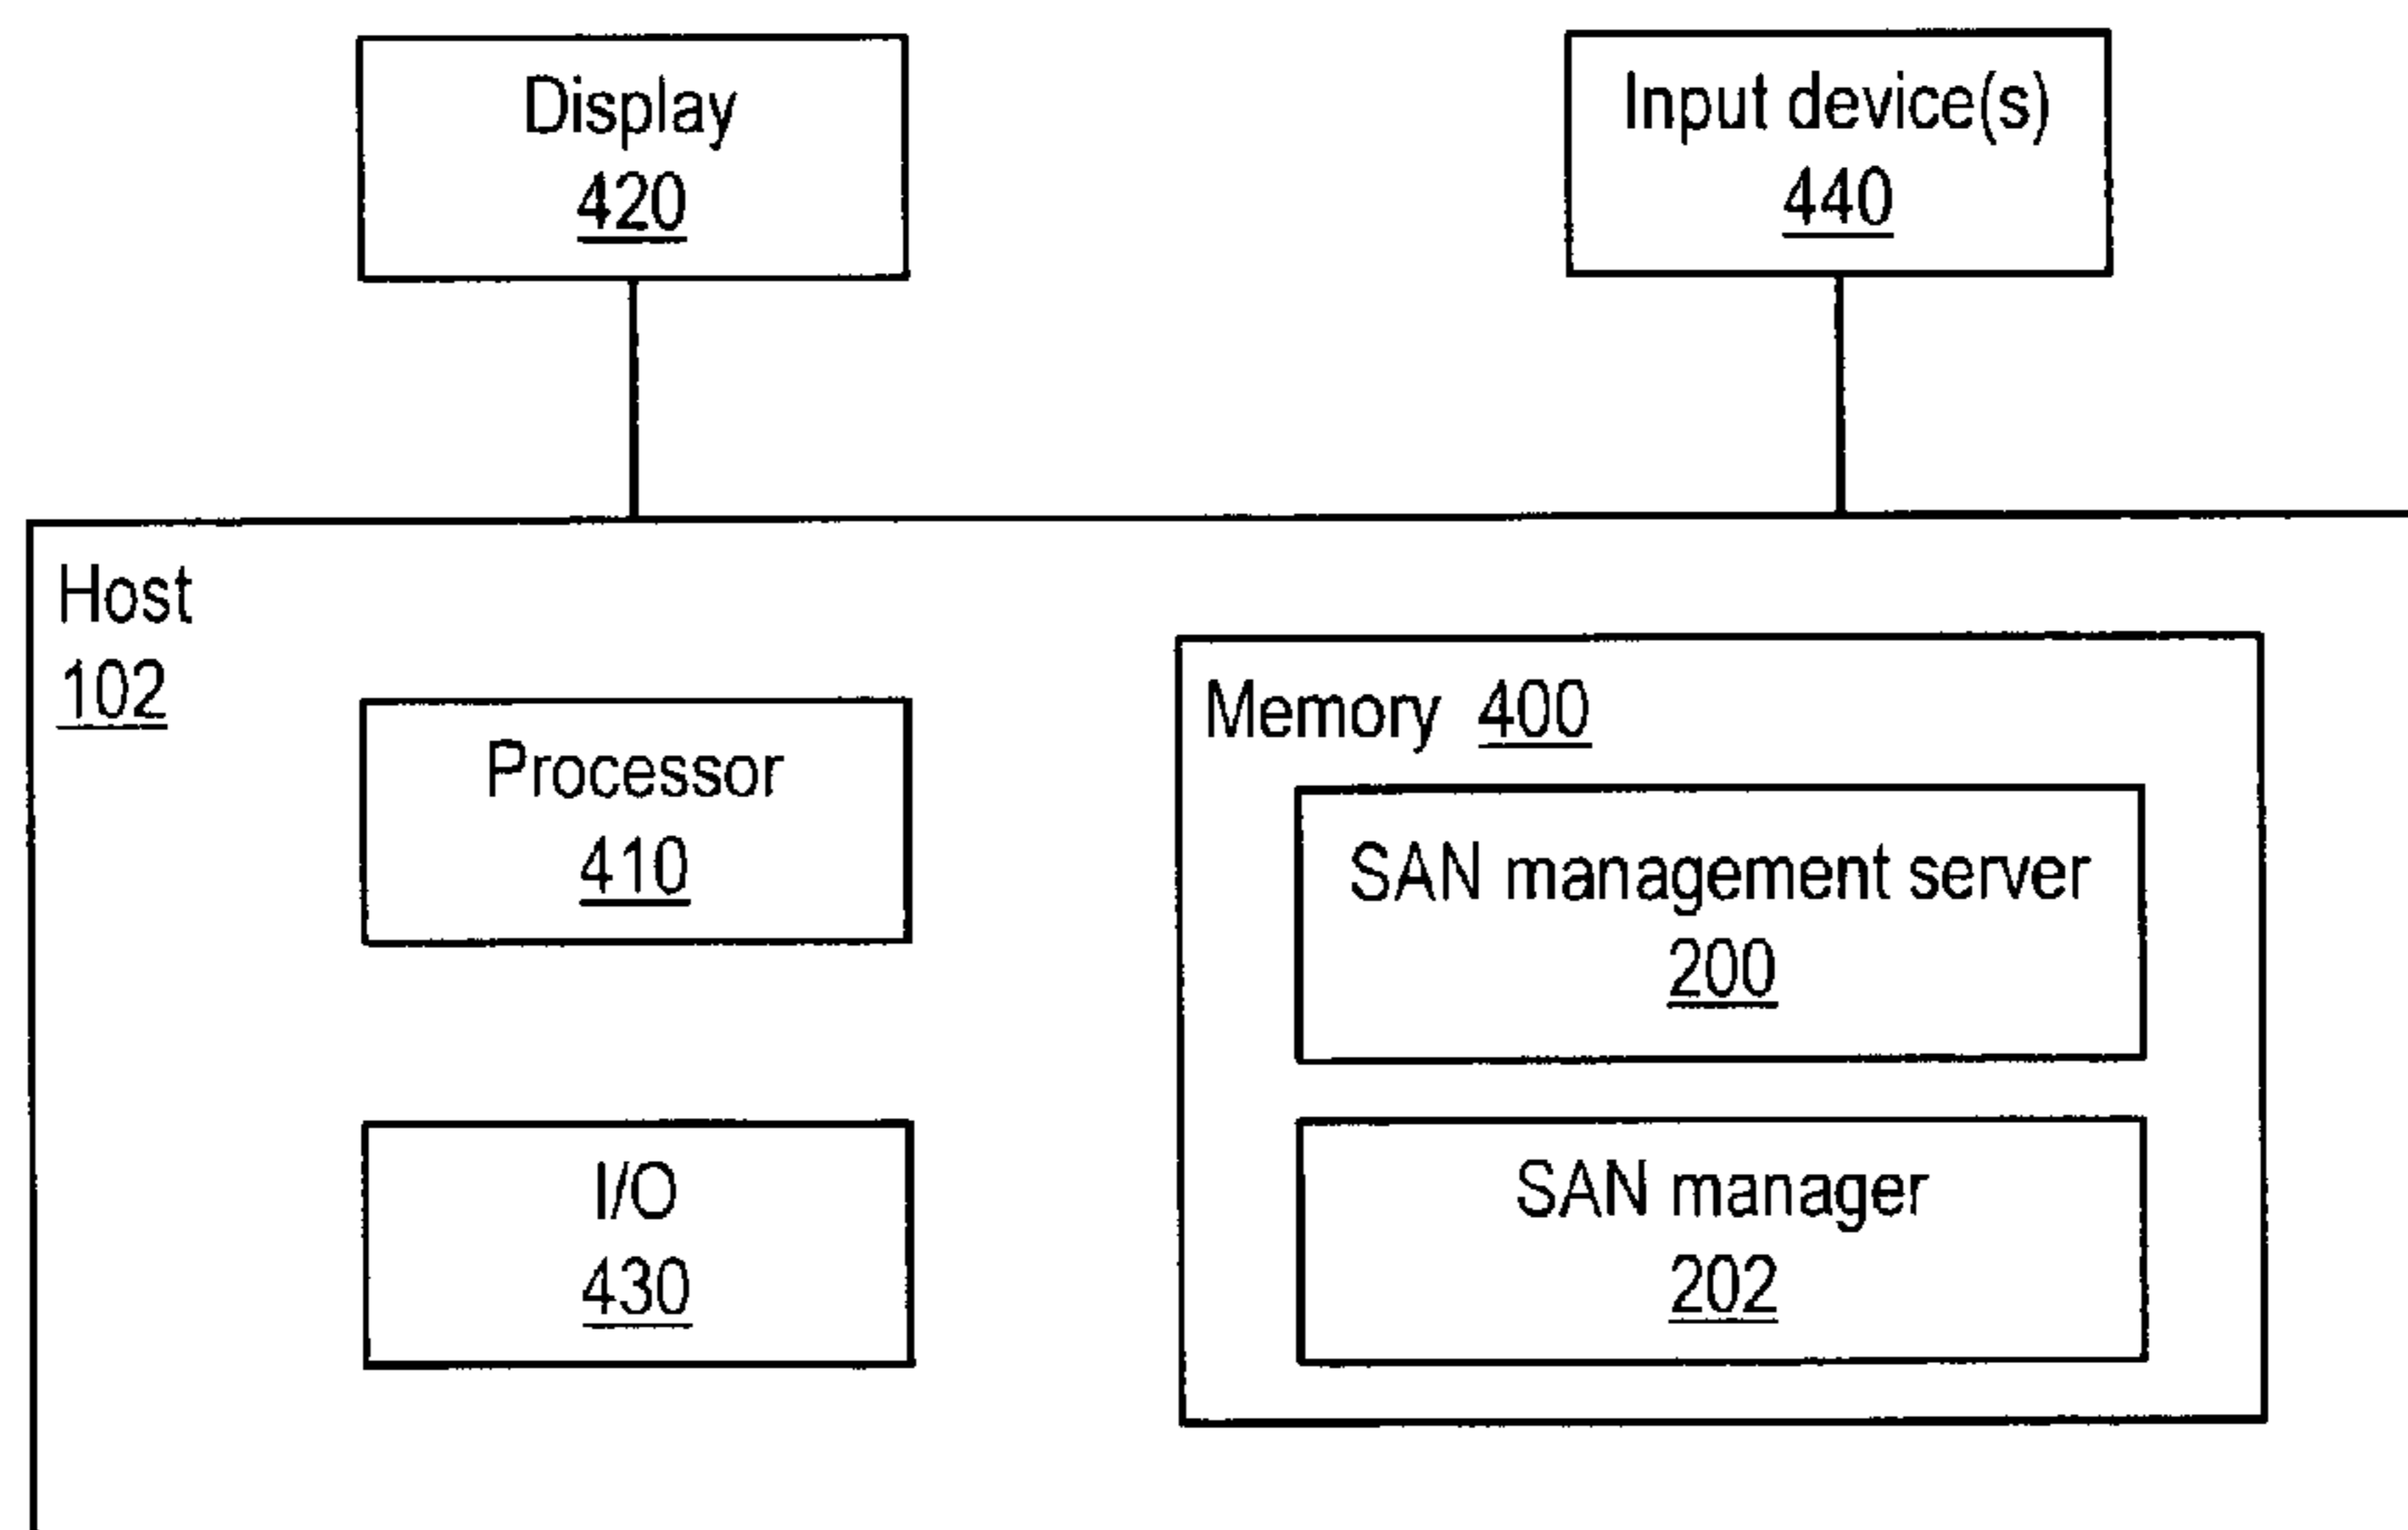 Display
420
Input device(s)
440
Host
102
Processor
410
I/O
430
Memory 400
SAN management server
200
SAN manager
202